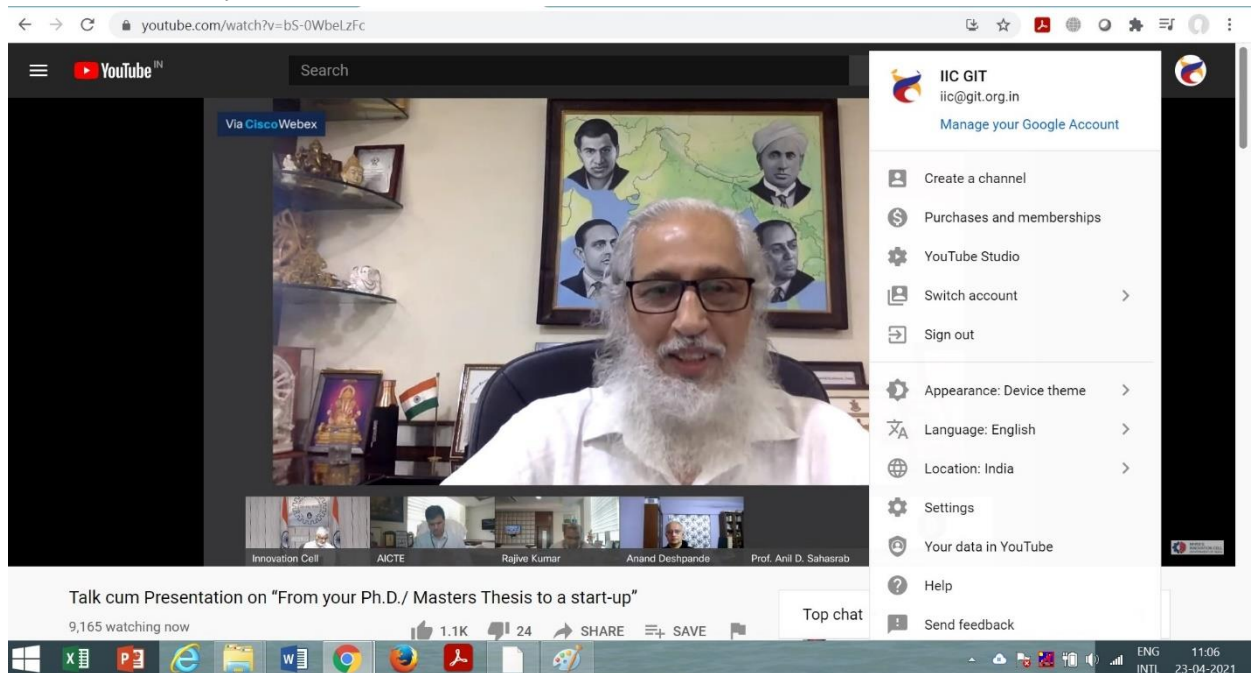 youtube.com/watch?v=bS-0WbeLzFc
YouTube IN
Search
IIC GIT
iic@git.org.in
Manage your Google Account
Via CiscoWebex
Create a channel
Purchases and memberships
YouTube Studio
Switch account
Sign out
Appearance: Device theme
Language: English
Location: India
Settings
Your data in YouTube
Help
Send feedback
Innovation Cell
AICTE
Rajive Kumar
Anand Deshpande
Prof. Anil D. Sahasrab
Talk cum Presentation on “From your Ph.D./ Masters Thesis to a start-up”
9,165 watching now
1.1K
24
SHARE
SAVE
Top chat
ENG
INTL
11:06
23-04-2021